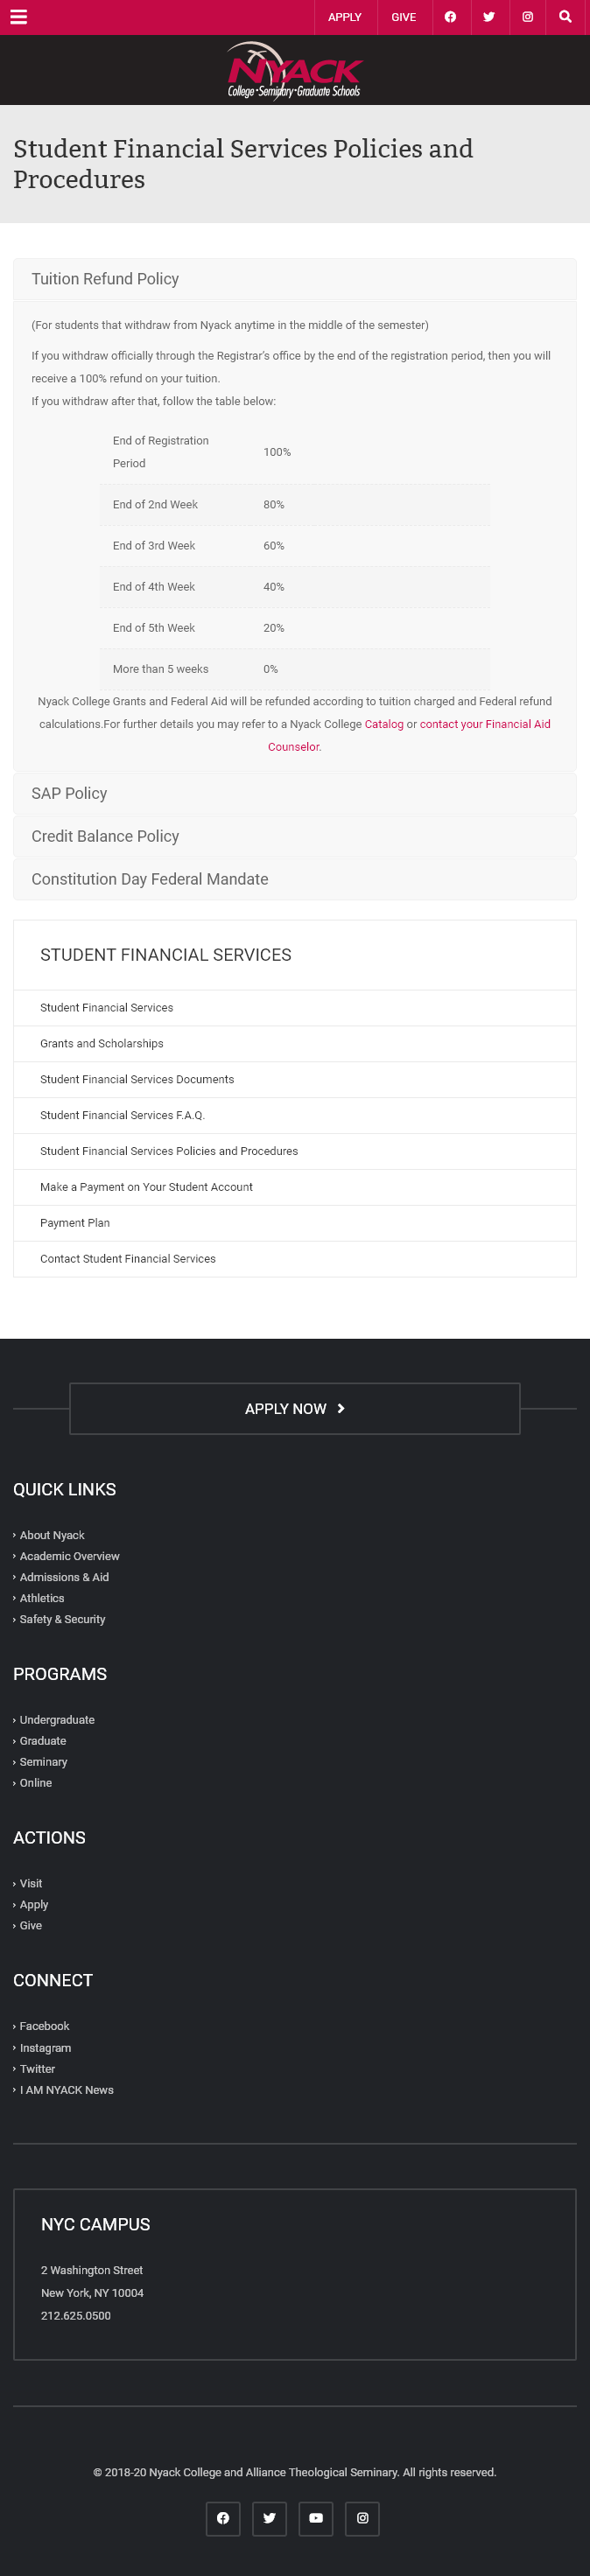 APPLY
GIVE
NYACK
College·Seminary·Graduate Schools
Student Financial Services Policies and
Procedures
Tuition Refund Policy
(For students that withdraw from Nyack anytime in the middle of the semester)
If you withdraw officially through the Registrar's office by the end of the registration period, then you will
receive a 100% refund on your tuition.
If you withdraw after that, follow the table below:
End of Registration
Period
100%
End of 2nd Week 80%
End of 3rd Week 60%
End of 4th Week 40%
End of 5th Week 20%
More than 5 weeks 0%
Nyack College Grants and Federal Aid will be refunded according to tuition charged and Federal refund
calculations.For further details you may refer to a Nyack College Catalog or contact your Financial Aid
Counselor.
SAP Policy
Credit Balance Policy
Constitution Day Federal Mandate
STUDENT FINANCIAL SERVICES
Student Financial Services
Grants and Scholarships
Student Financial Services Documents
Student Financial Services F.A.Q.
Student Financial Services Policies and Procedures
Make a Payment on Your Student Account
Payment Plan
Contact Student Financial Services
APPLY NOW
QUICK LINKS
About Nyack
Academic Overview
Admissions & Aid
Athletics
Safety & Security
PROGRAMS
Undergraduate
Graduate
Seminary
Online
ACTIONS
Visit
Apply
Give
CONNECT
Facebook
Instagram
Twitter
I AM NYACK News
NYC CAMPUS
2 Washington Street
New York, NY 10004
212.625.0500
© 2018-20 Nyack College and Alliance Theological Seminary. All rights reserved.